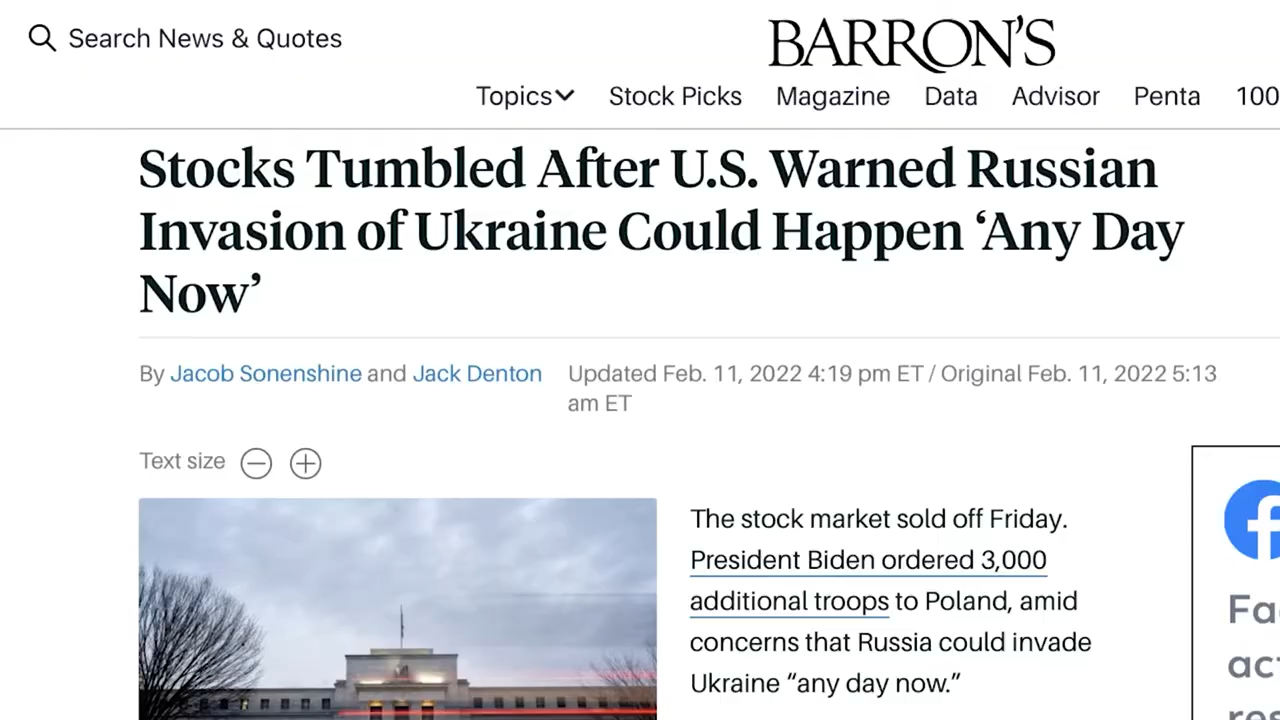 Search News & Quotes
BARRON'S
Topics Stock Picks Magazine Data Advisor Penta 100
Stocks Tumbled After U.S. Warned Russian
Invasion of Ukraine Could Happen ‘Any Day
Now’
By Jacob Sonenshine and Jack Denton Updated Feb. 11, 2022 4:19 pm ET / Original Feb. 11, 2022 5:13
am ET
Text size
The stock market sold off Friday.
President Biden ordered 3,000
additional troops to Poland, amid
concerns that Russia could invade
Ukraine “any day now.”